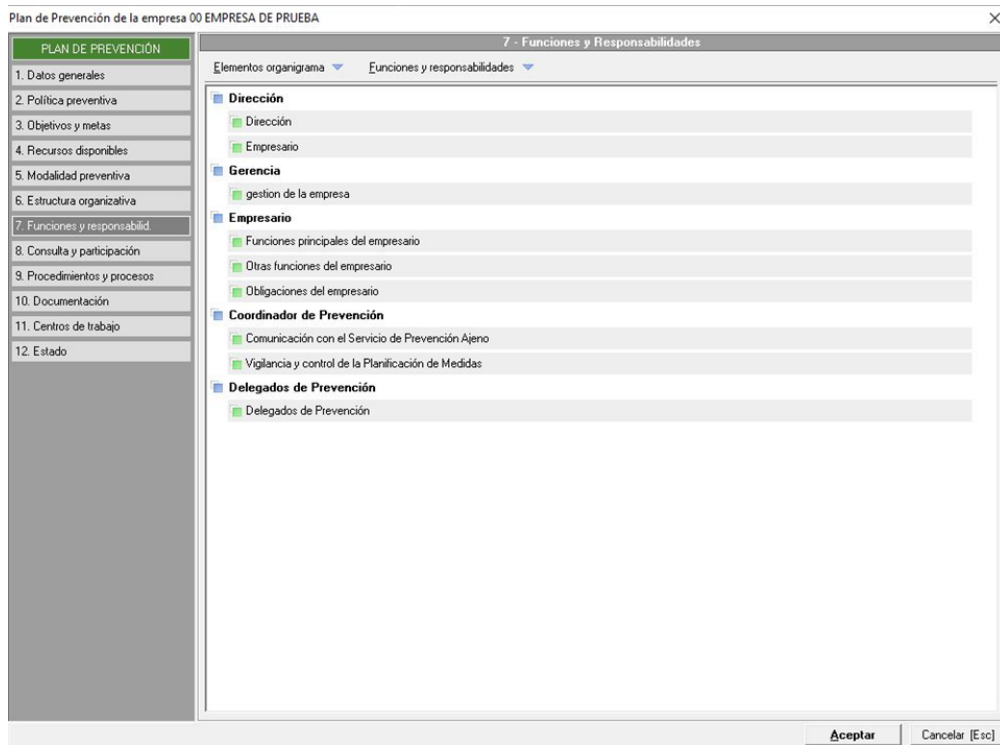 Plan de Prevención de la empresa 00 EMPRESA DE PRUEBA
PLAN DE PREVENCIÓN
1. Datos generales
2. Política preventiva
3. Objetivos y metas
4. Recursos disponibles
5. Modalidad preventiva
6. Estructura organizativa
7. Funciones y responsabilid.
8. Consulta y participación
9. Procedimientos y procesos
10. Documentación
11. Centros de trabajo
12. Estado
7 - Funciones y Responsabilidades
Elementos organigrama
Funciones y responsabilidades
Dirección
Dirección
Empresario
Gerencia
gestion de la empresa
Empresario
Funciones principales del empresario
Otras funciones del empresario
Obligaciones del empresario
Coordinador de Prevención
Comunicación con el Servicio de Prevención Ajeno
Vigilancia y control de la Planificación de Medidas
Delegados de Prevención
Delegados de Prevención
Aceptar
Cancelar [Esc]